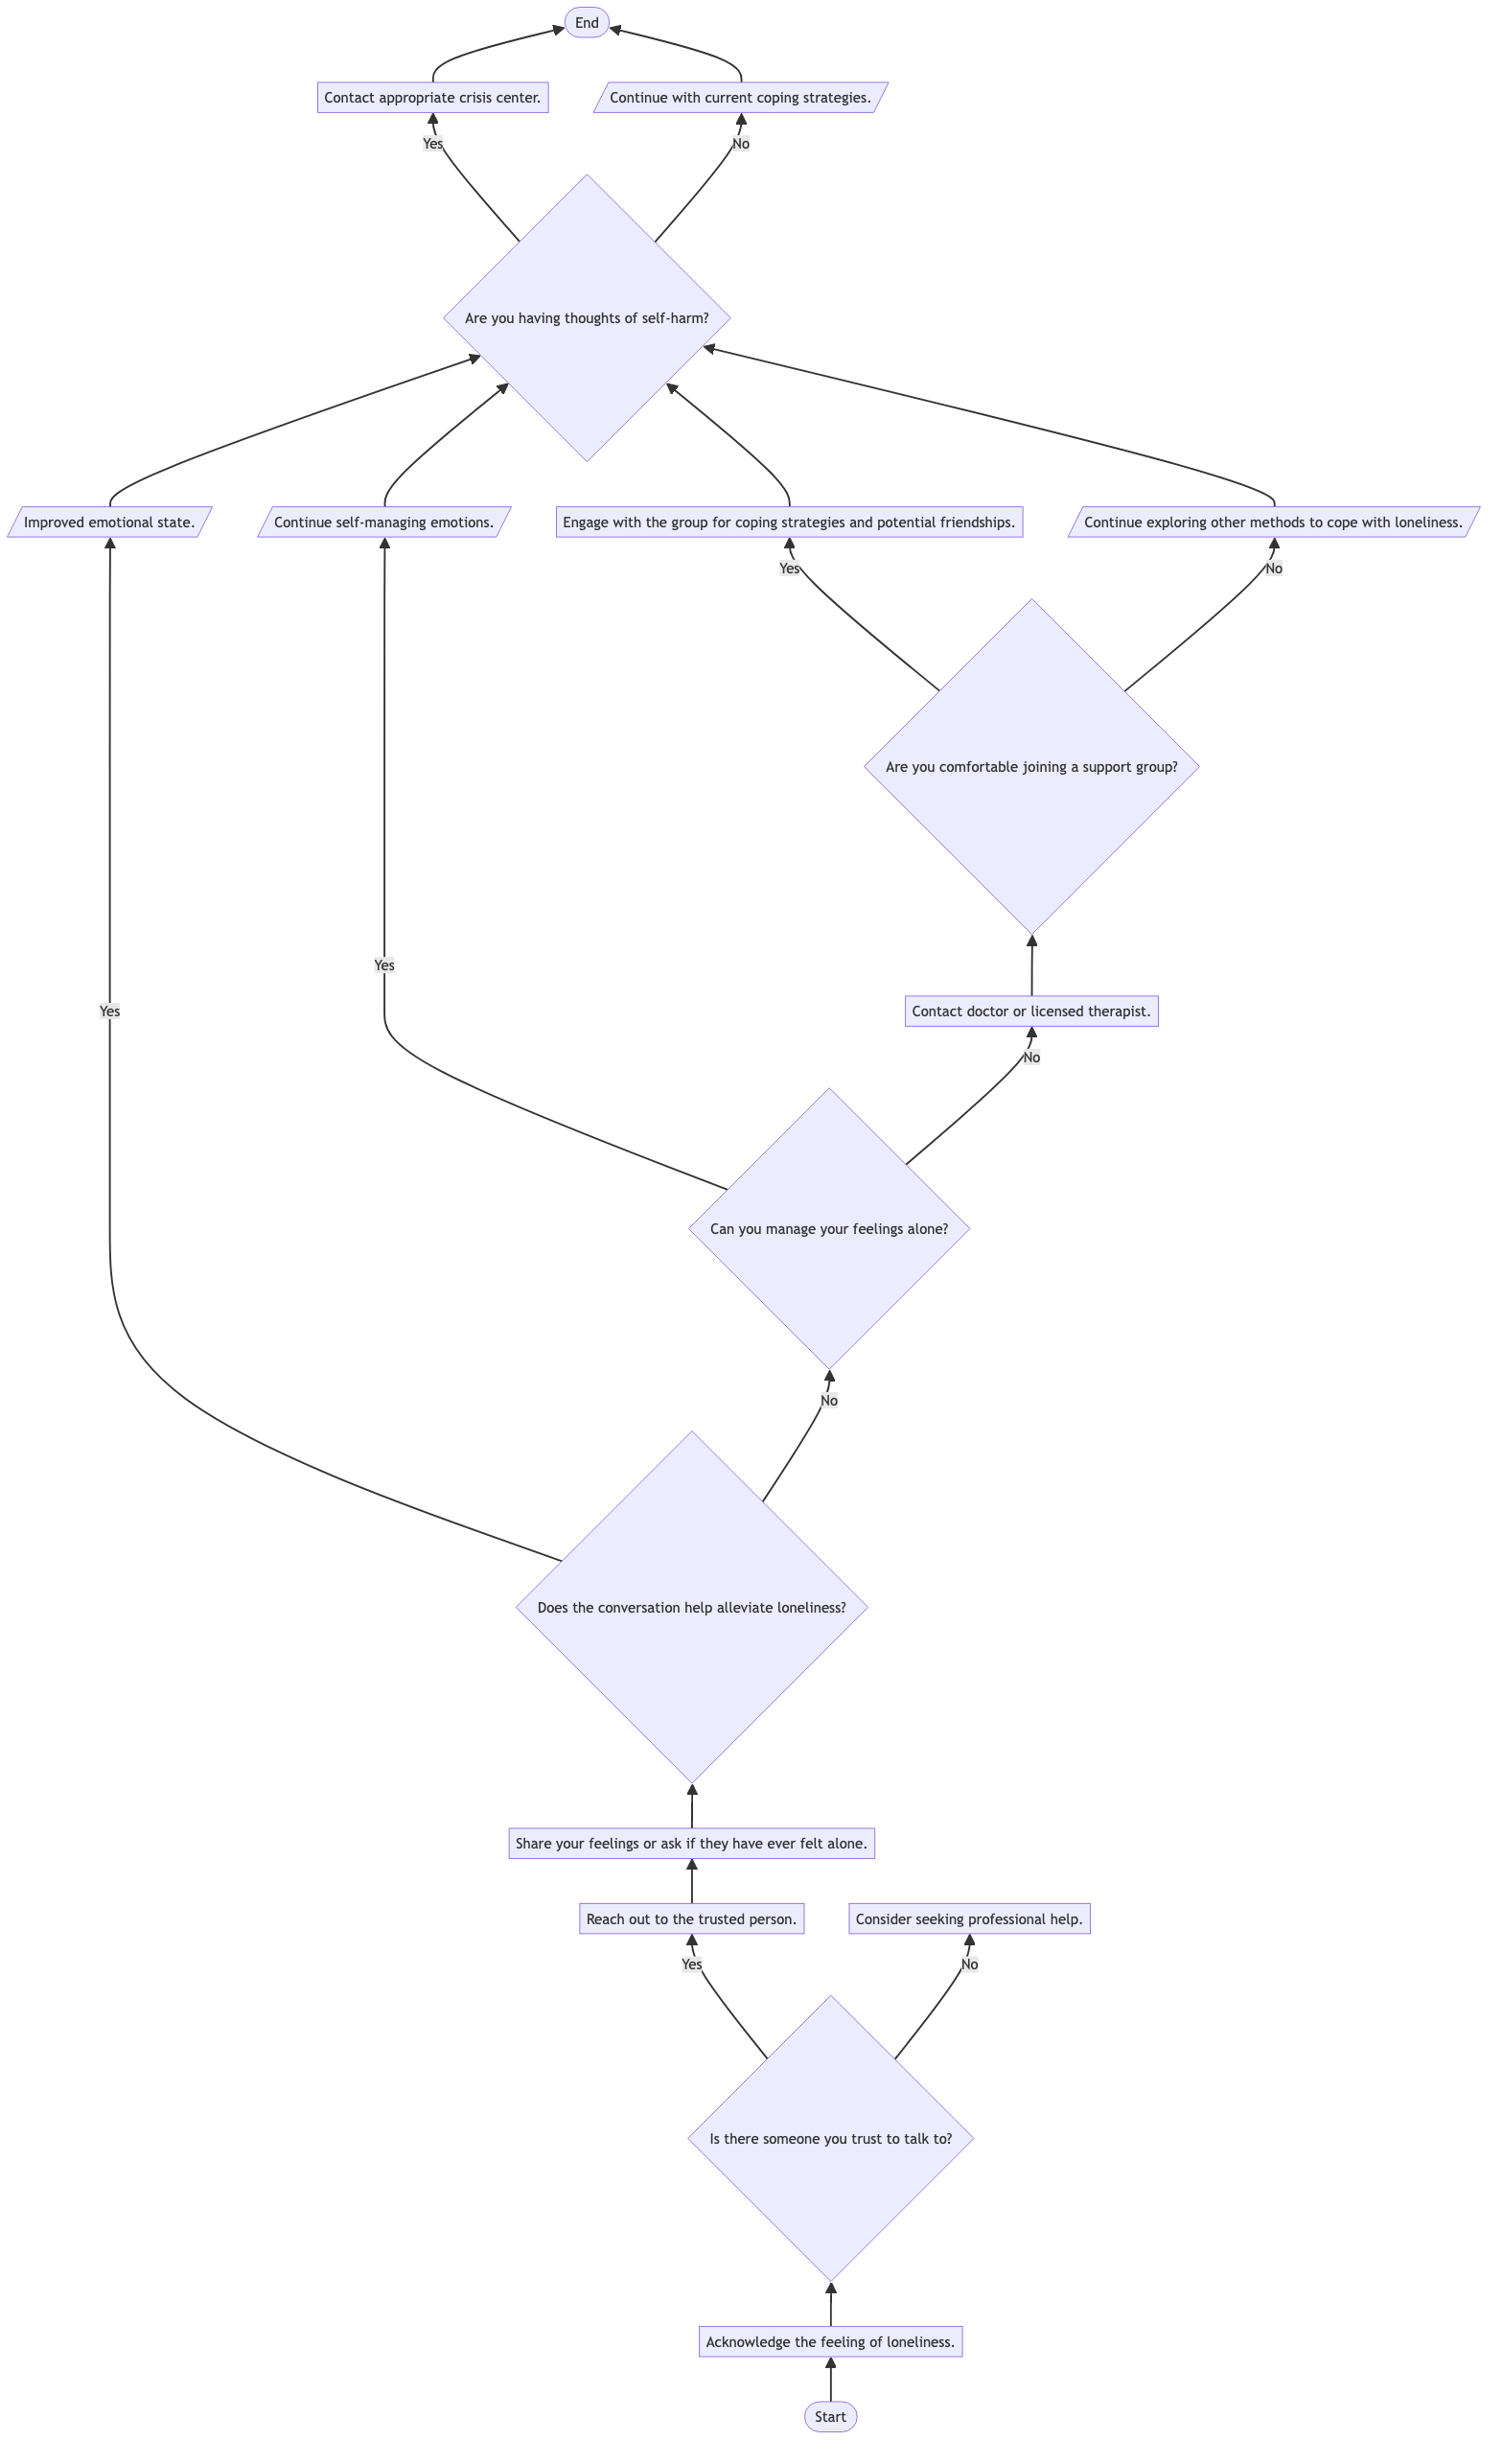 End
Contact appropriate crisis center.
Continue with current coping strategies.
Yes
No
Are you having thoughts of self-harm?
Improved emotional state.
Continue self-managing emotions.
Engage with the group for coping strategies and potential friendships.
Continue exploring other methods to cope with loneliness.
Yes
No
Are you comfortable joining a support group?
Yes
Yes
Contact doctor or licensed therapist.
No
Can you manage your feelings alone?
No
Does the conversation help alleviate loneliness?
Share your feelings or ask if they have ever felt alone.
Reach out to the trusted person.
Consider seeking professional help.
Yes
No
Is there someone you trust to talk to?
Acknowledge the feeling of loneliness.
Start